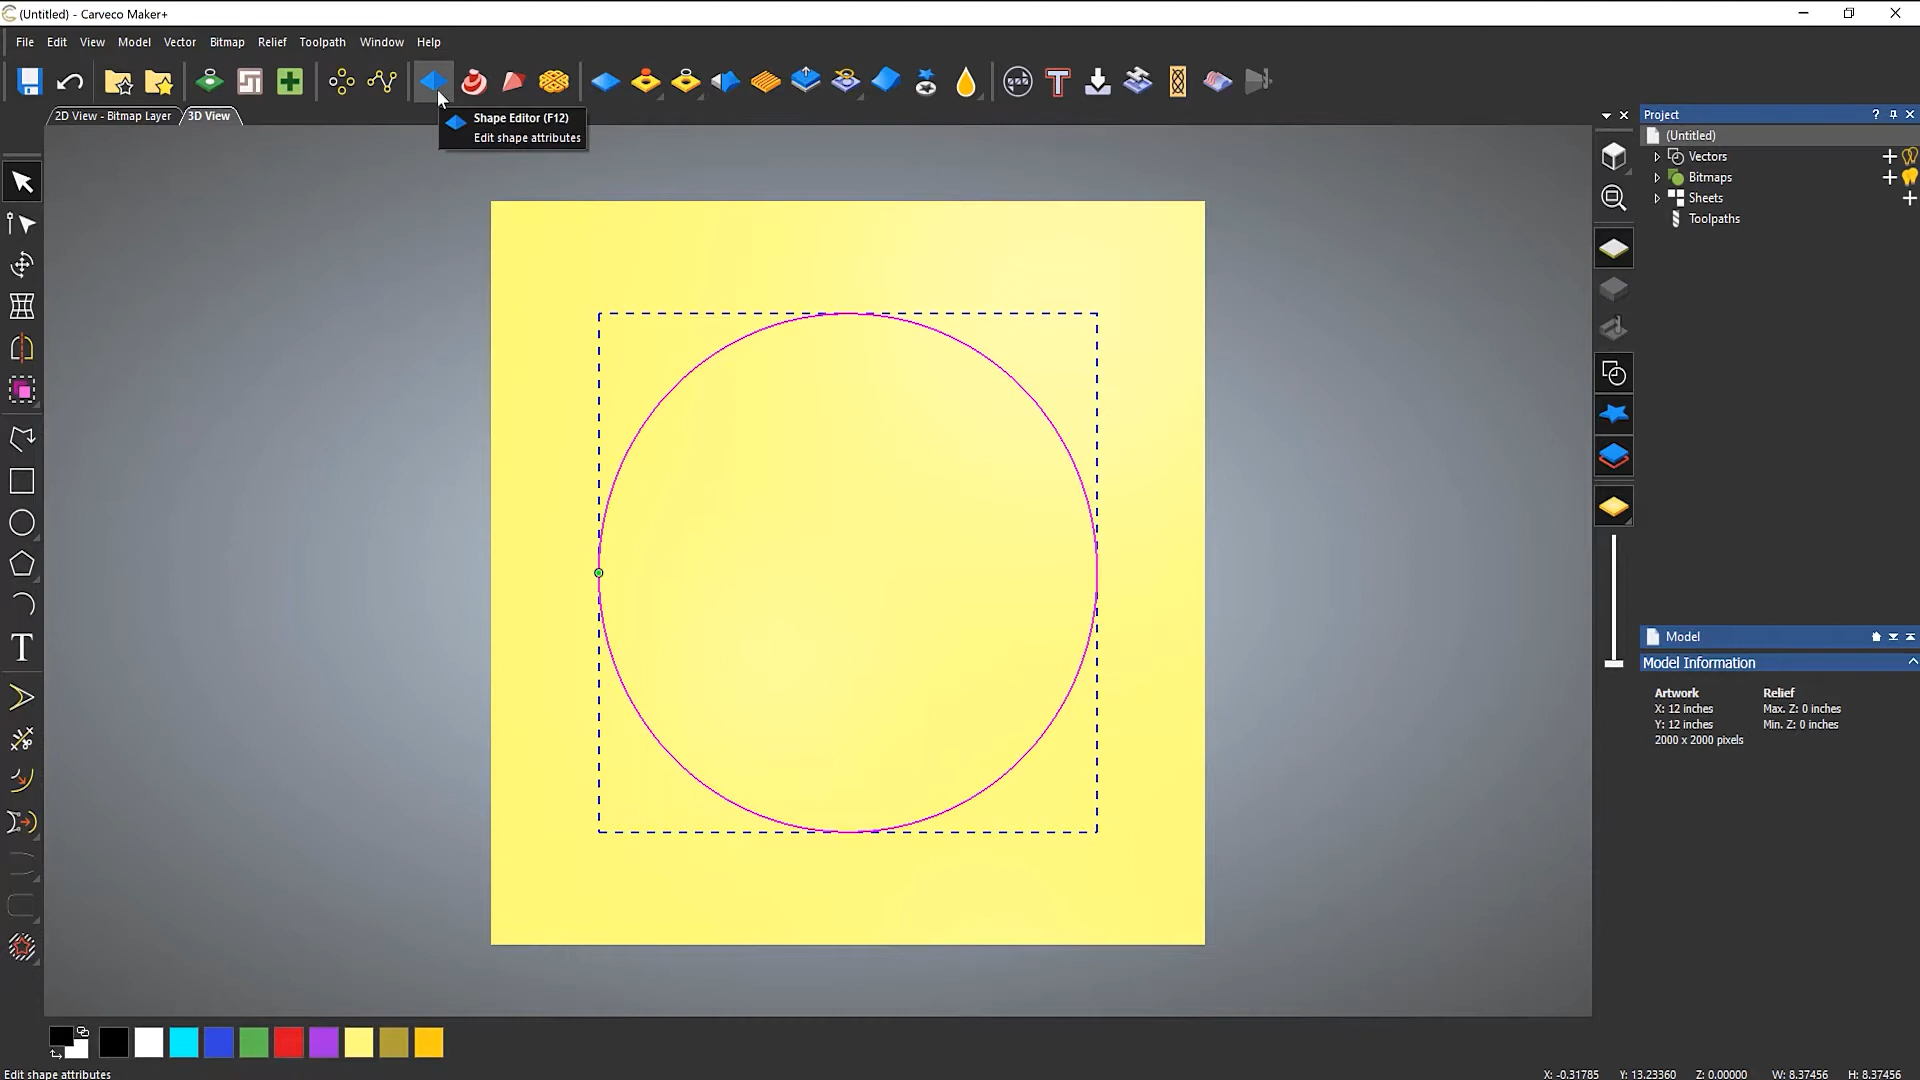 (Untitled) - Carveco Maker+
File Edit View Model Vector Bitmap Relief Toolpath Window Help
2D View - Bitmap Layer 3D View
Shape Editor (F12)
Edit shape attributes
Project
(Untitled)
Vectors
Bitmaps
Sheets
Toolpaths
T
Model
Model Information
Artwork Relief
X: 12 inches Max. Z: 0 inches
Y: 12 inches Min. Z: 0 inches
2000 x 2000 pixels
Edit shape attributes X: -0.31785 Y: 13.23360 Z: 0.00000 W: 8.37456 H: 8.37456